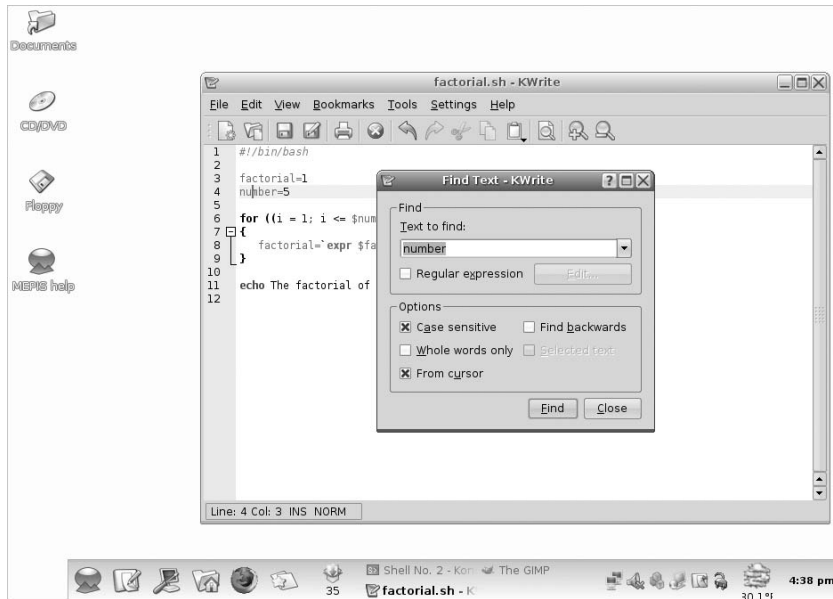 Documents
CD/DVD
Floppy
MEPIS help
factorial.sh - KWrite
File Edit View Bookmarks Tools Settings Help
1 #!/bin/bash
2
3 factorial=1
4 number=5
5
6 for ((i = 1; i <= $num
7 {
8 factorial=`expr $fa
9 }
10
11 echo The factorial of
12
Find Text - KWrite
Find
Text to find:
number
Regular expression
Edit...
Options
Case sensitive Find backwards
Whole words only Selected text
From cursor
Find Close
Line: 4 Col: 3 INS NORM
35
Shell No. 2 - Kon The GIMP
factorial.sh - K
30.1°F
4:38 pm